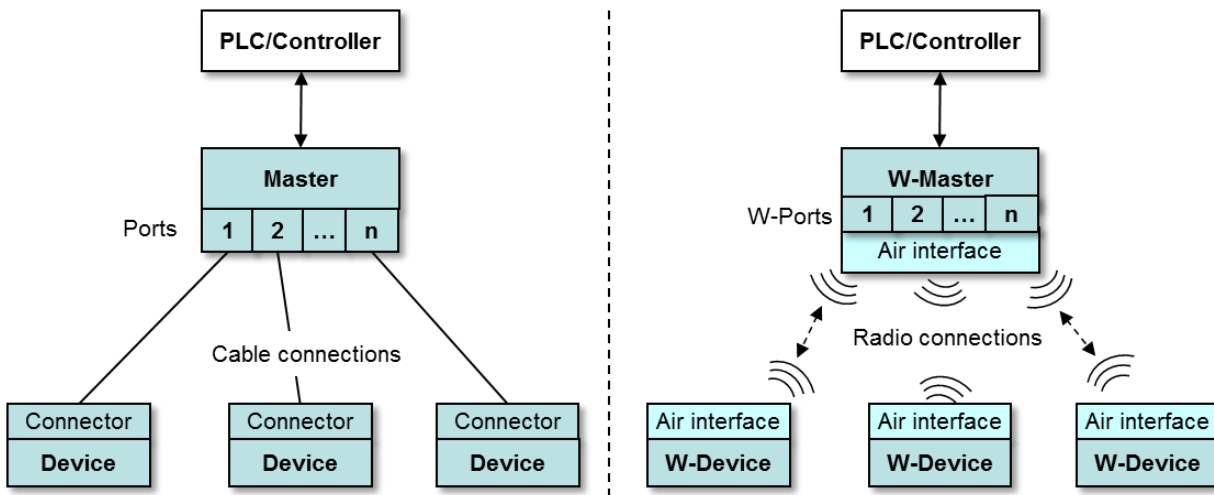 PLC/Controller
Master
Ports
1 2 ... n
Cable connections
Connector Connector Connector
Device Device Device
PLC/Controller
W-Master
W-Ports
1 2 ... n
Air interface
Radio connections
Air interface Air interface Air interface
W-Device W-Device W-Device